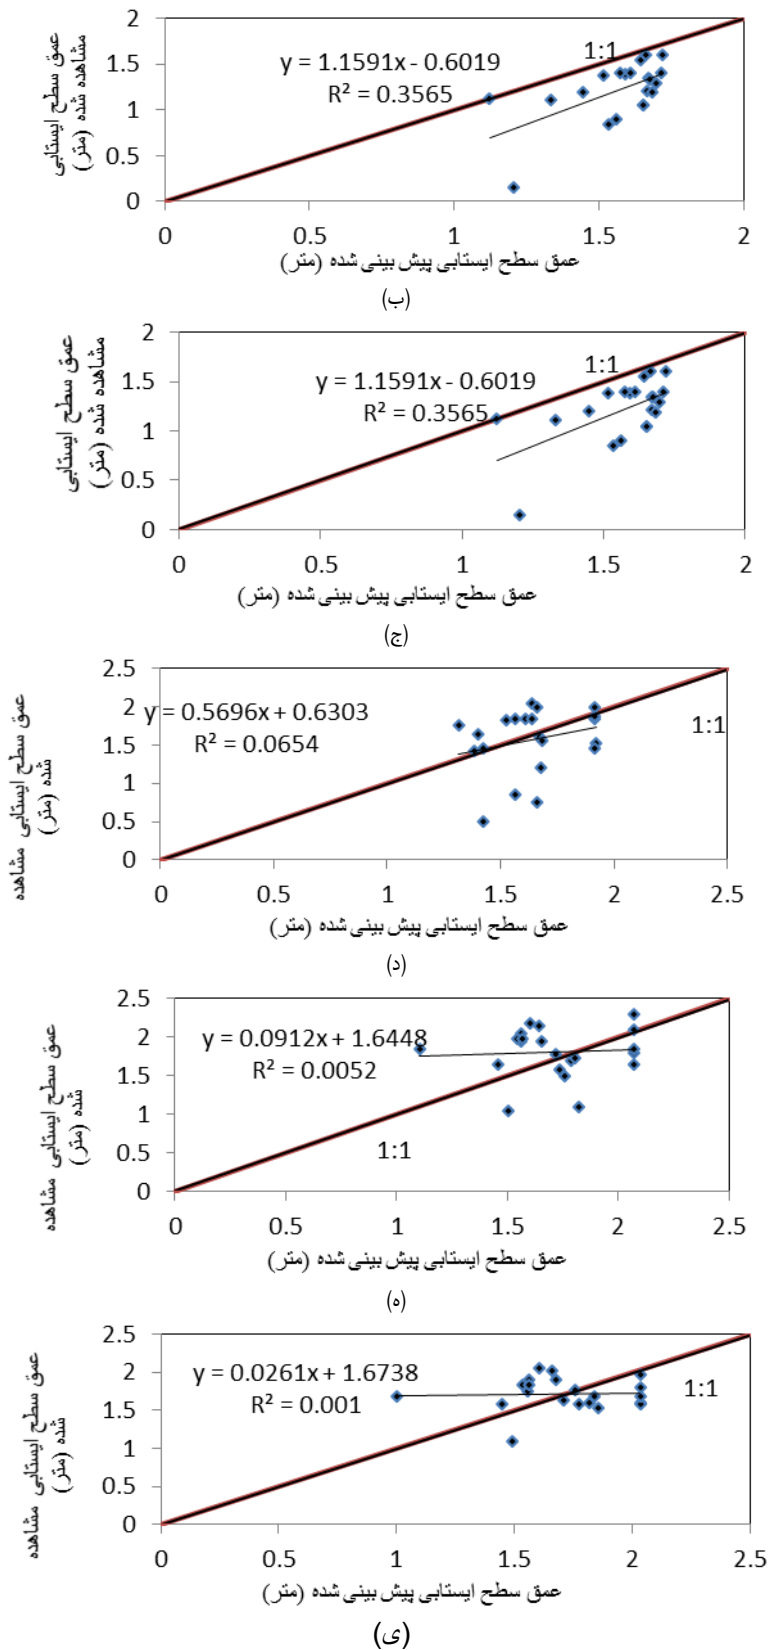 عمق سطح ایستابی
مشاهده شده (متر)
2
1.5
1
0.5
0
y = 1.1591x - 0.6019
R² = 0.3565
1:1
0 0.5 1 1.5 2
عمق سطح ایستابی پیش بینی شده (متر)
(ب)
عمق سطح ایستابی
مشاهده شده (متر)
2
1.5
1
0.5
0
y = 1.1591x - 0.6019
R² = 0.3565
1:1
0 0.5 1 1.5 2
عمق سطح ایستابی پیش بینی شده (متر)
(ج)
عمق سطح ایستابی مشاهده
شده (متر)
2.5
2
1.5
1
0.5
0
y = 0.5696x + 0.6303
R² = 0.0654
1:1
0 0.5 1 1.5 2 2.5
عمق سطح ایستابی پیش بینی شده (متر)
(د)
عمق سطح ایستابی مشاهده
شده (متر)
2.5
2
1.5
1
0.5
0
y = 0.0912x + 1.6448
R² = 0.0052
1:1
0 0.5 1 1.5 2 2.5
عمق سطح ایستابی پیش بینی شده (متر)
(ه)
عمق سطح ایستابی مشاهده
شده (متر)
2.5
2
1.5
1
0.5
0
y = 0.0261x + 1.6738
R² = 0.001
1:1
0 0.5 1 1.5 2 2.5
عمق سطح ایستابی پیش بینی شده (متر)
(ی)